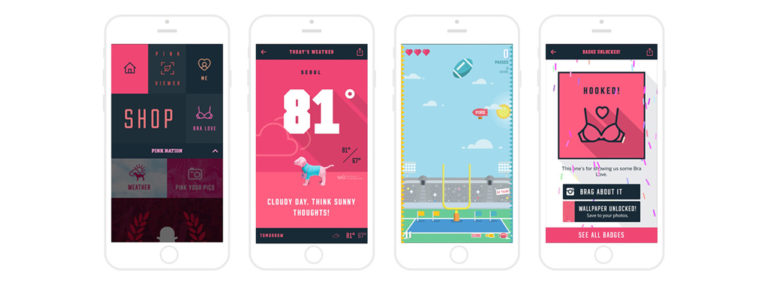 PINK
VIEWER
ME
SHOP
BRA LOVE
PINK NATION
WEATHER
PINK YOUR PICS
TODAY'S WEATHER
SEOUL
81°
81°
67°
CLOUDY DAY. THINK SUNNY
THOUGHTS!
TOMORROW
81° 67°
0
PASSES
BADGE UNLOCKED!
HOOKED!
This one's for showing us some Bra
Love.
BRAG ABOUT IT
WALLPAPER UNLOCKED!
Save to your photos.
SEE ALL BADGES